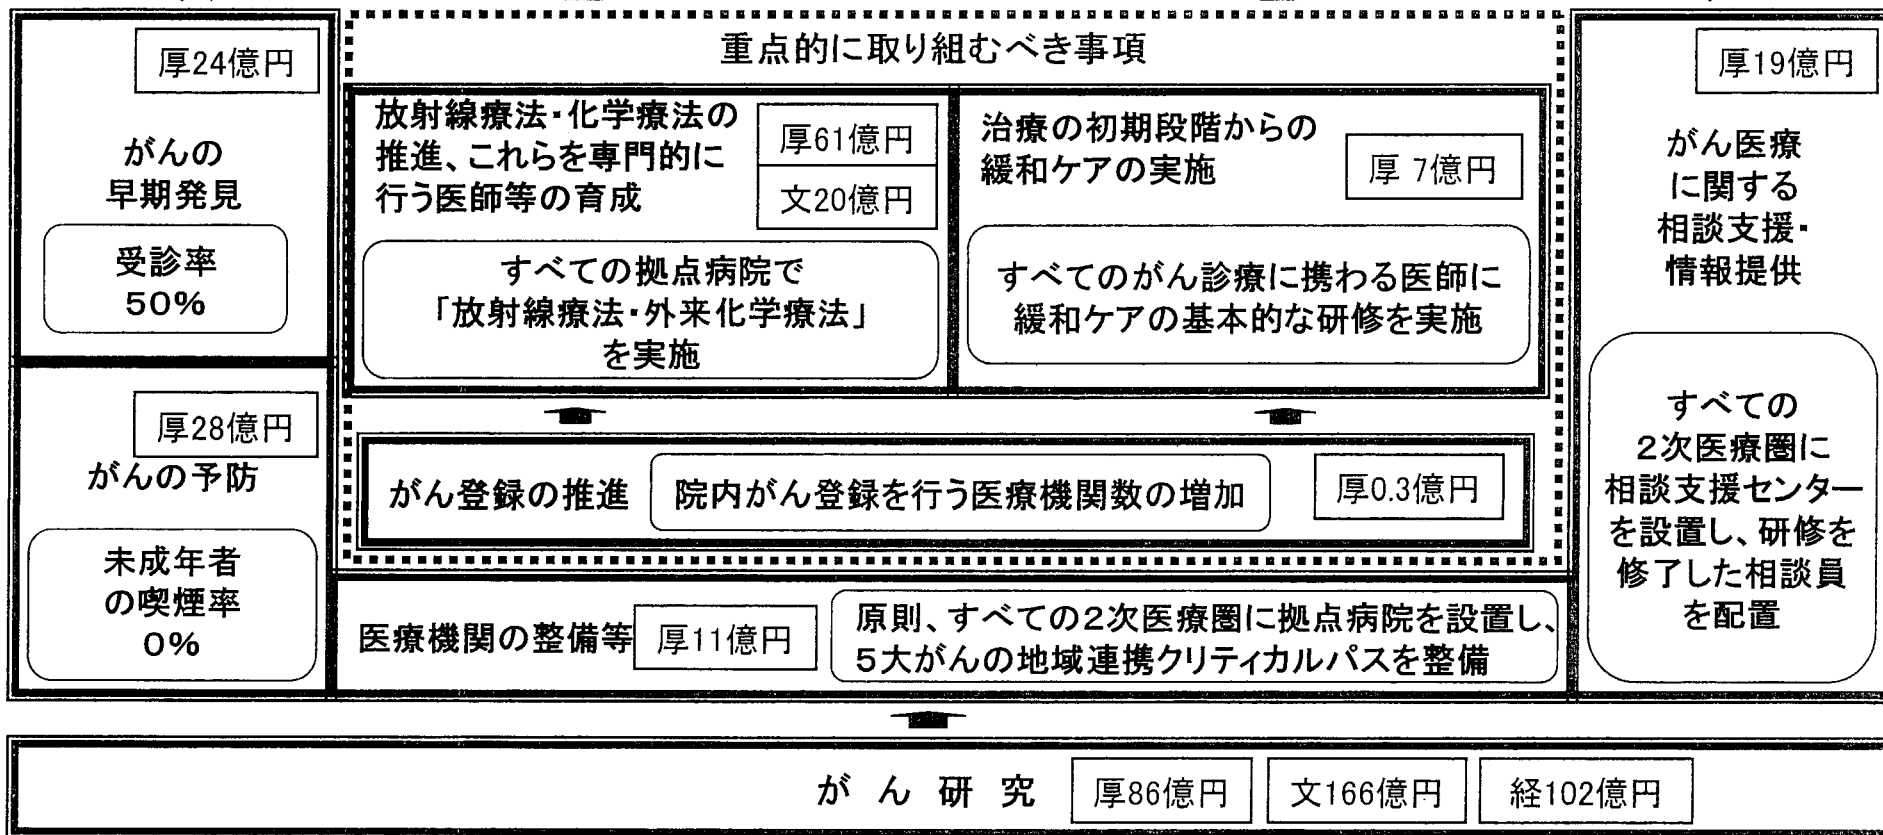 厚24億円
がんの
早期発見
受診率
50%
厚28億円
がんの予防
未成年者
の喫煙率
0%
重点的に取り組むべき事項
放射線療法・化学療法の
推進、これらを専門的に
行う医師等の育成
厚61億円
文20億円
すべての拠点病院で
「放射線療法・外来化学療法」
を実施
治療の初期段階からの
緩和ケアの実施
厚 7億円
すべてのがん診療に携わる医師に
緩和ケアの基本的な研修を実施
がん登録の推進
院内がん登録を行う医療機関数の増加
厚0.3億円
医療機関の整備等
厚11億円
原則、すべての2次医療圏に拠点病院を設置し、
5大がんの地域連携クリティカルパスを整備
厚19億円
がん医療
に関する
相談支援・
情報提供
すべての
2次医療圏に
相談支援センター
を設置し、研修を
修了した相談員
を配置
がん研究
厚86億円
文166億円
経102億円